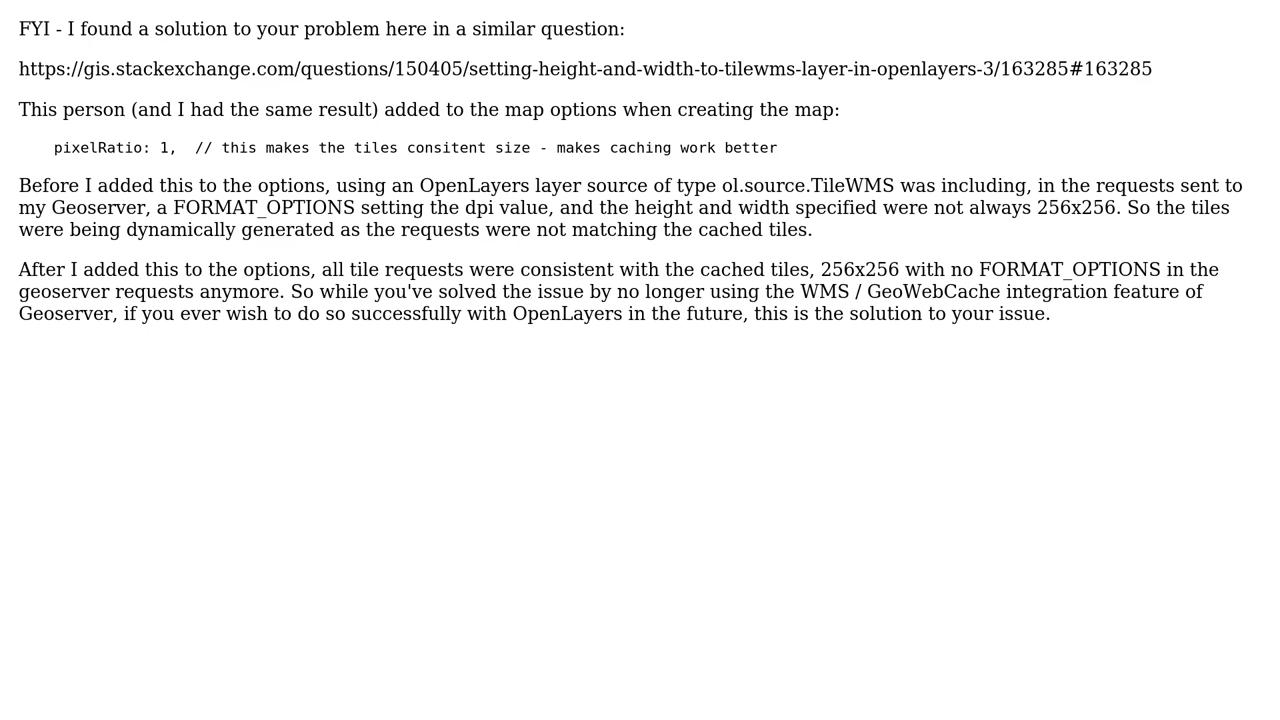 FYI - I found a solution to your problem here in a similar question:
https://gis.stackexchange.com/questions/150405/setting-height-and-width-to-tilewms-layer-in-openlayers-3/163285#163285
This person (and I had the same result) added to the map options when creating the map:
pixelRatio: 1,  // this makes the tiles consitent size - makes caching work better
Before I added this to the options, using an OpenLayers layer source of type ol.source.TileWMS was including, in the requests sent to
my Geoserver, a FORMAT_OPTIONS setting the dpi value, and the height and width specified were not always 256x256. So the tiles
were being dynamically generated as the requests were not matching the cached tiles.
After I added this to the options, all tile requests were consistent with the cached tiles, 256x256 with no FORMAT_OPTIONS in the
geoserver requests anymore. So while you've solved the issue by no longer using the WMS / GeoWebCache integration feature of
Geoserver, if you ever wish to do so successfully with OpenLayers in the future, this is the solution to your issue.